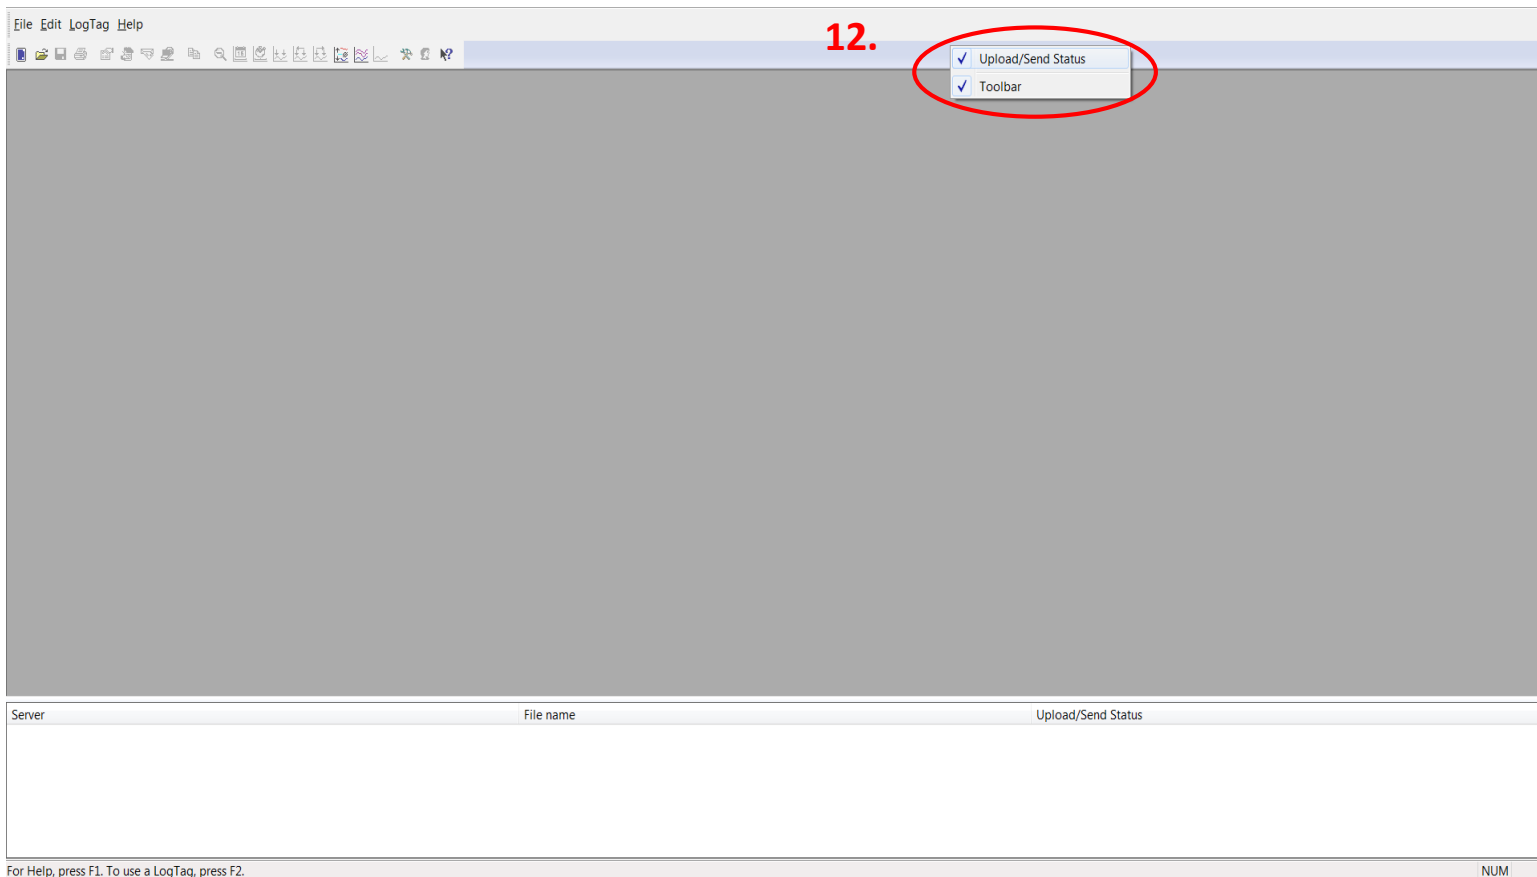 File Edit LogTag Help
12.
Upload/Send Status
Toolbar
Server File name Upload/Send Status
For Help, press F1. To use a LogTag, press F2. NUM